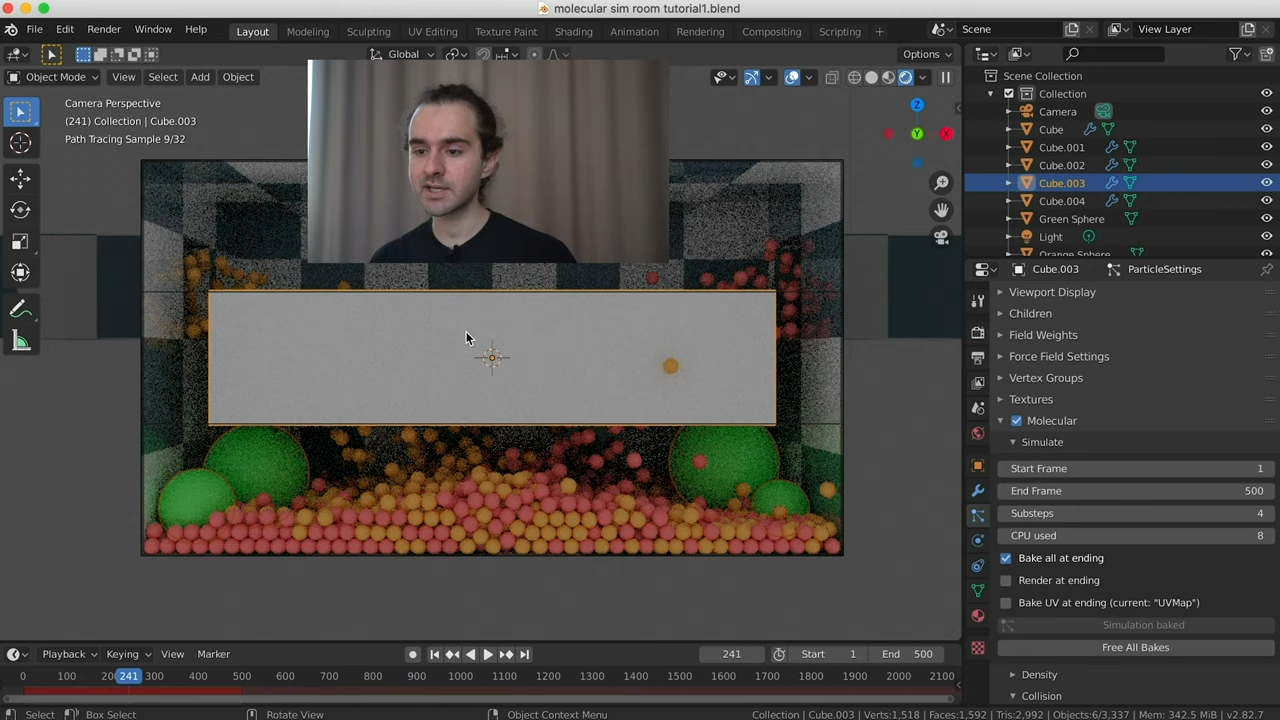 molecular sim room tutorial1.blend
File Edit Render Window Help Layout Modeling Sculpting UV Editing Texture Paint Shading Animation Rendering Compositing Scripting + Scene View Layer
Global Options
Object Mode View Select Add Object
Camera Perspective
(241) Collection | Cube.003
Path Tracing Sample 9/32
Z
Y
X
Scene Collection
Collection
Camera
Cube
Cube.001
Cube.002
Cube.003
Cube.004
Green Sphere
Light
Orange Sphere
Cube.003 ParticleSettings
Viewport Display
Children
Field Weights
Force Field Settings
Vertex Groups
Textures
Molecular
Simulate
Start Frame 1
End Frame 500
Substeps 4
CPU used 8
Bake all at ending
Render at ending
Bake UV at ending (current: "UVMap")
Simulation baked
Free All Bakes
Density
Collision
Playback Keying View Marker 241 Start 1 End 500
0 100 200 241 300 400 500 600 700 800 900 1000 1100 1200 1300 1400 1500 1600 1700 1800 1900 2000 2100
Select Box Select Rotate View Object Context Menu Collection | Cube.003 | Verts:1,518 | Faces:1,592 | Tris:2,992 | Objects:6/3,337 | Mem: 342.5 MiB | v2.82.7